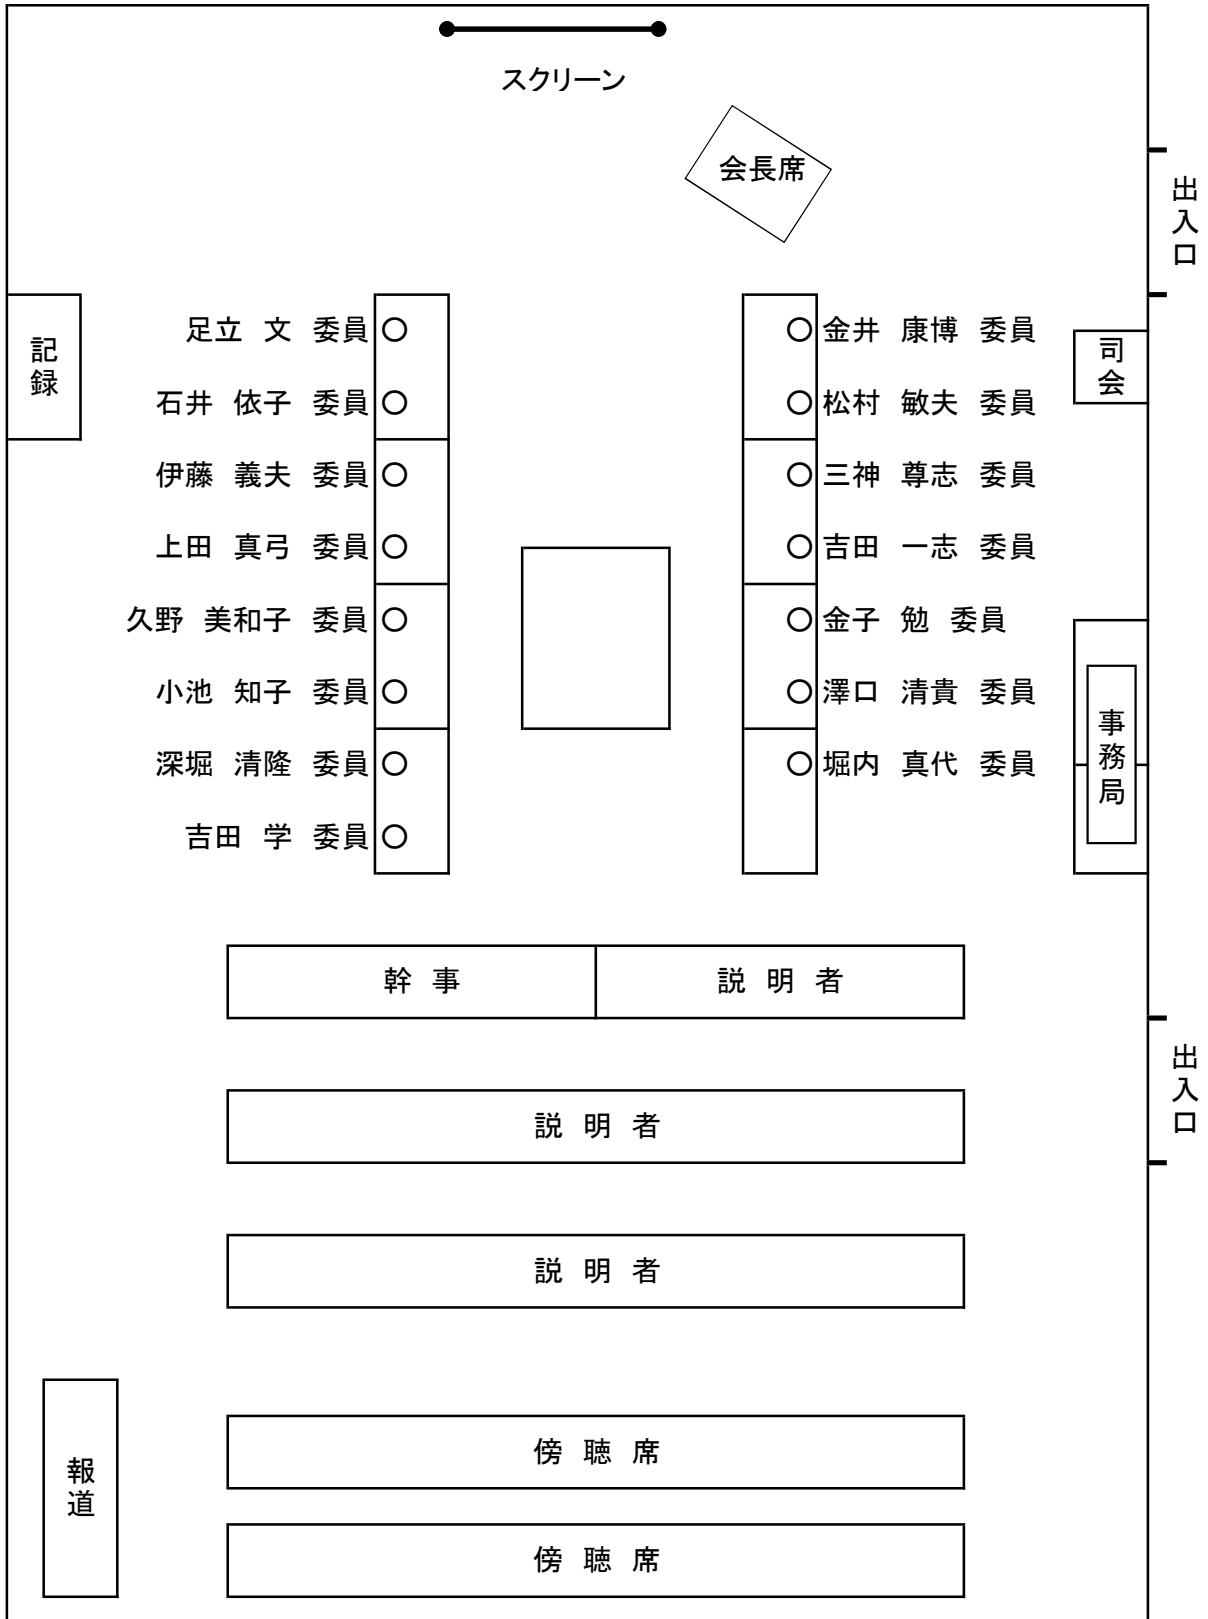 スクリーン
会長席
出入口
記録
足立 文 委員
金井 康博 委員
司会
石井 依子 委員
松村 敏夫 委員
伊藤 義夫 委員
三神 尊志 委員
上田 真弓 委員
吉田 一志 委員
久野 美和子 委員
金子 勉 委員
小池 知子 委員
澤口 清貴 委員
事務局
深堀 清隆 委員
堀内 真代 委員
吉田 学 委員
幹事
説明者
出入口
説明者
説明者
報道
傍聴席
傍聴席